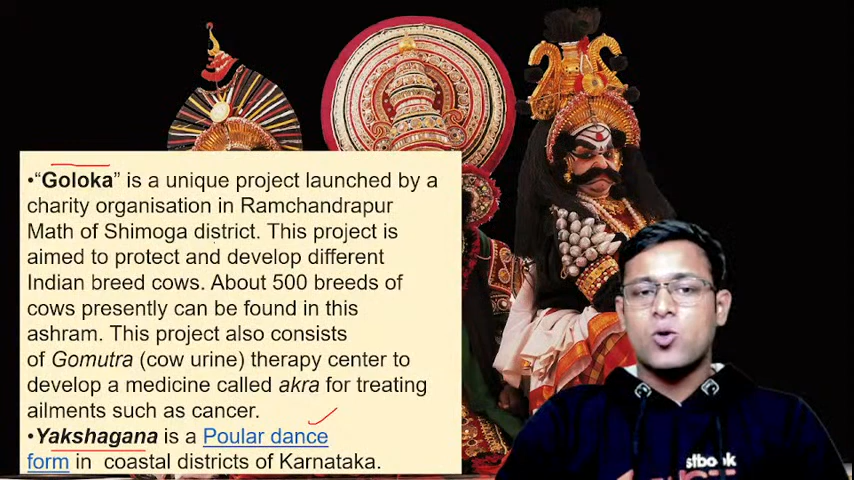 •“Goloka” is a unique project launched by a
charity organisation in Ramchandrapur
Math of Shimoga district. This project is
aimed to protect and develop different
Indian breed cows. About 500 breeds of
cows presently can be found in this
ashram. This project also consists
of Gomutra (cow urine) therapy center to
develop a medicine called akra for treating
ailments such as cancer.
•Yakshagana is a Poular dance
form in coastal districts of Karnataka.
stbook